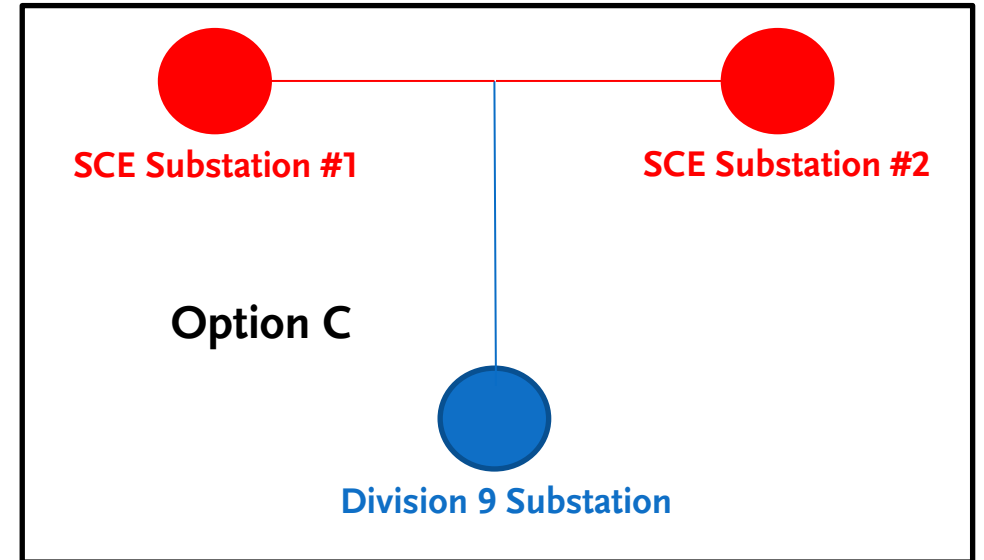 SCE Substation #1
SCE Substation #2
Option C
Division 9 Substation